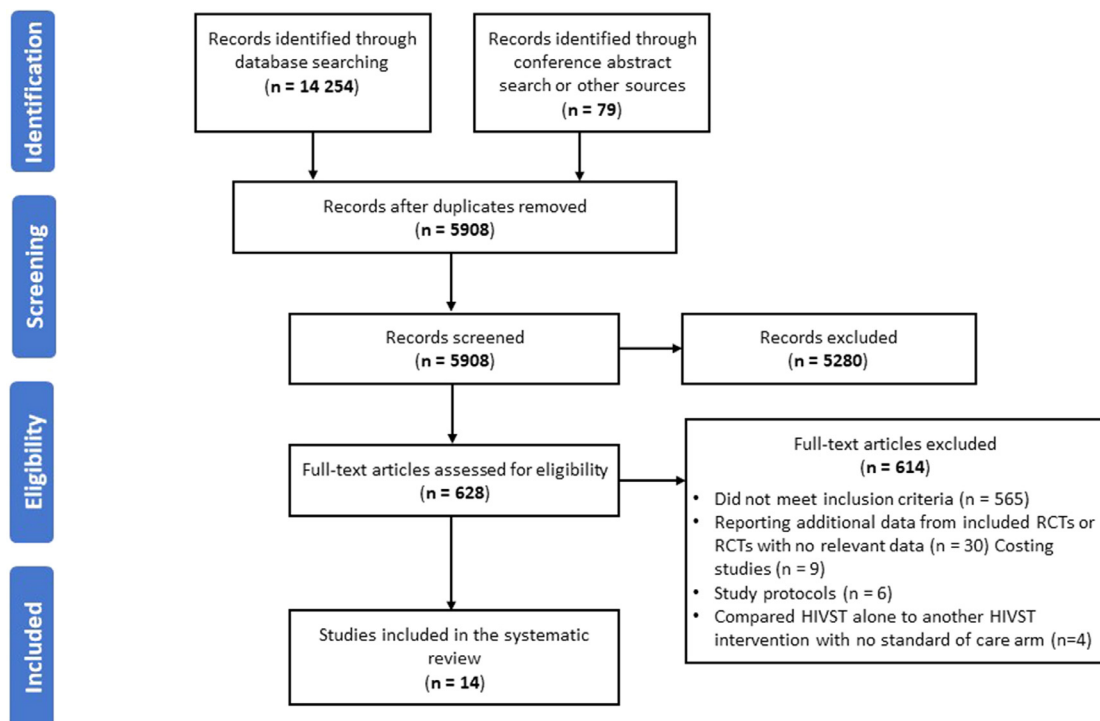 Identification
Records identified through
database searching
(n = 14 254)
Records identified through
conference abstract
search or other sources
(n = 79)
Records after duplicates removed
(n = 5908)
Screening
Records screened
(n = 5908)
Records excluded
(n = 5280)
Eligibility
Full-text articles assessed for eligibility
(n = 628)
Full-text articles excluded
(n = 614)
• Did not meet inclusion criteria (n = 565)
• Reporting additional data from included RCTs or
RCTs with no relevant data (n = 30) Costing
studies (n = 9)
• Study protocols (n = 6)
• Compared HIVST alone to another HIVST
intervention with no standard of care arm (n=4)
Included
Studies included in the systematic
review
(n = 14)